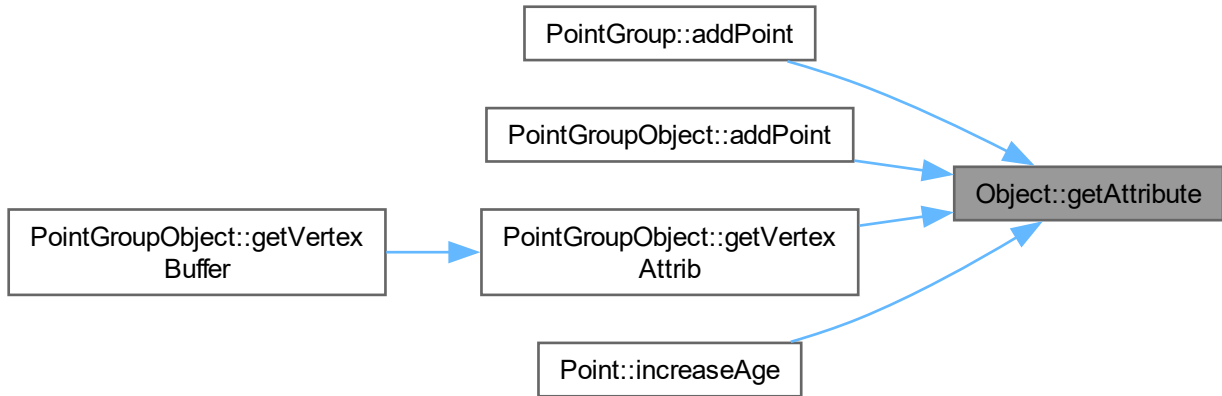 PointGroup::addPoint
PointGroupObject::addPoint
Object::getAttribute
PointGroupObject::getVertex
Buffer
PointGroupObject::getVertex
Attrib
Point::increaseAge